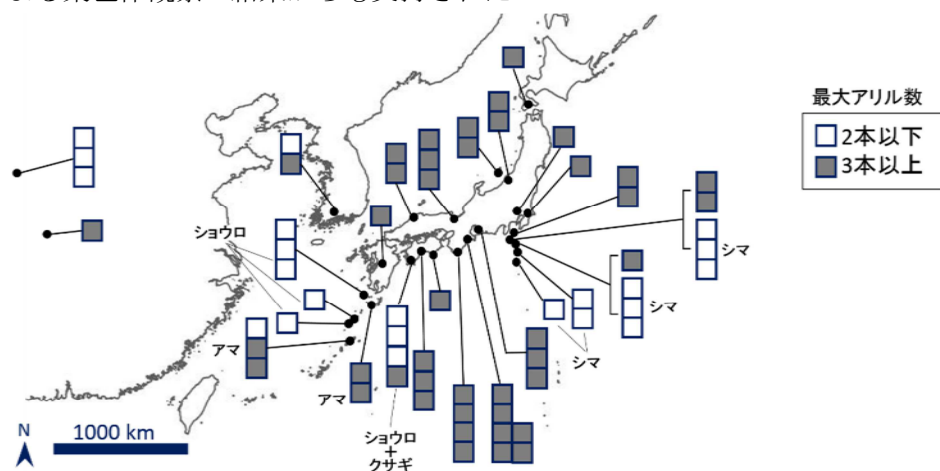 最大アリル数
2本以下
3本以上
ショウロ
シマ
シマ
シマ
アマ
アマ
ショウロ
+
クサギ
N
1000 km